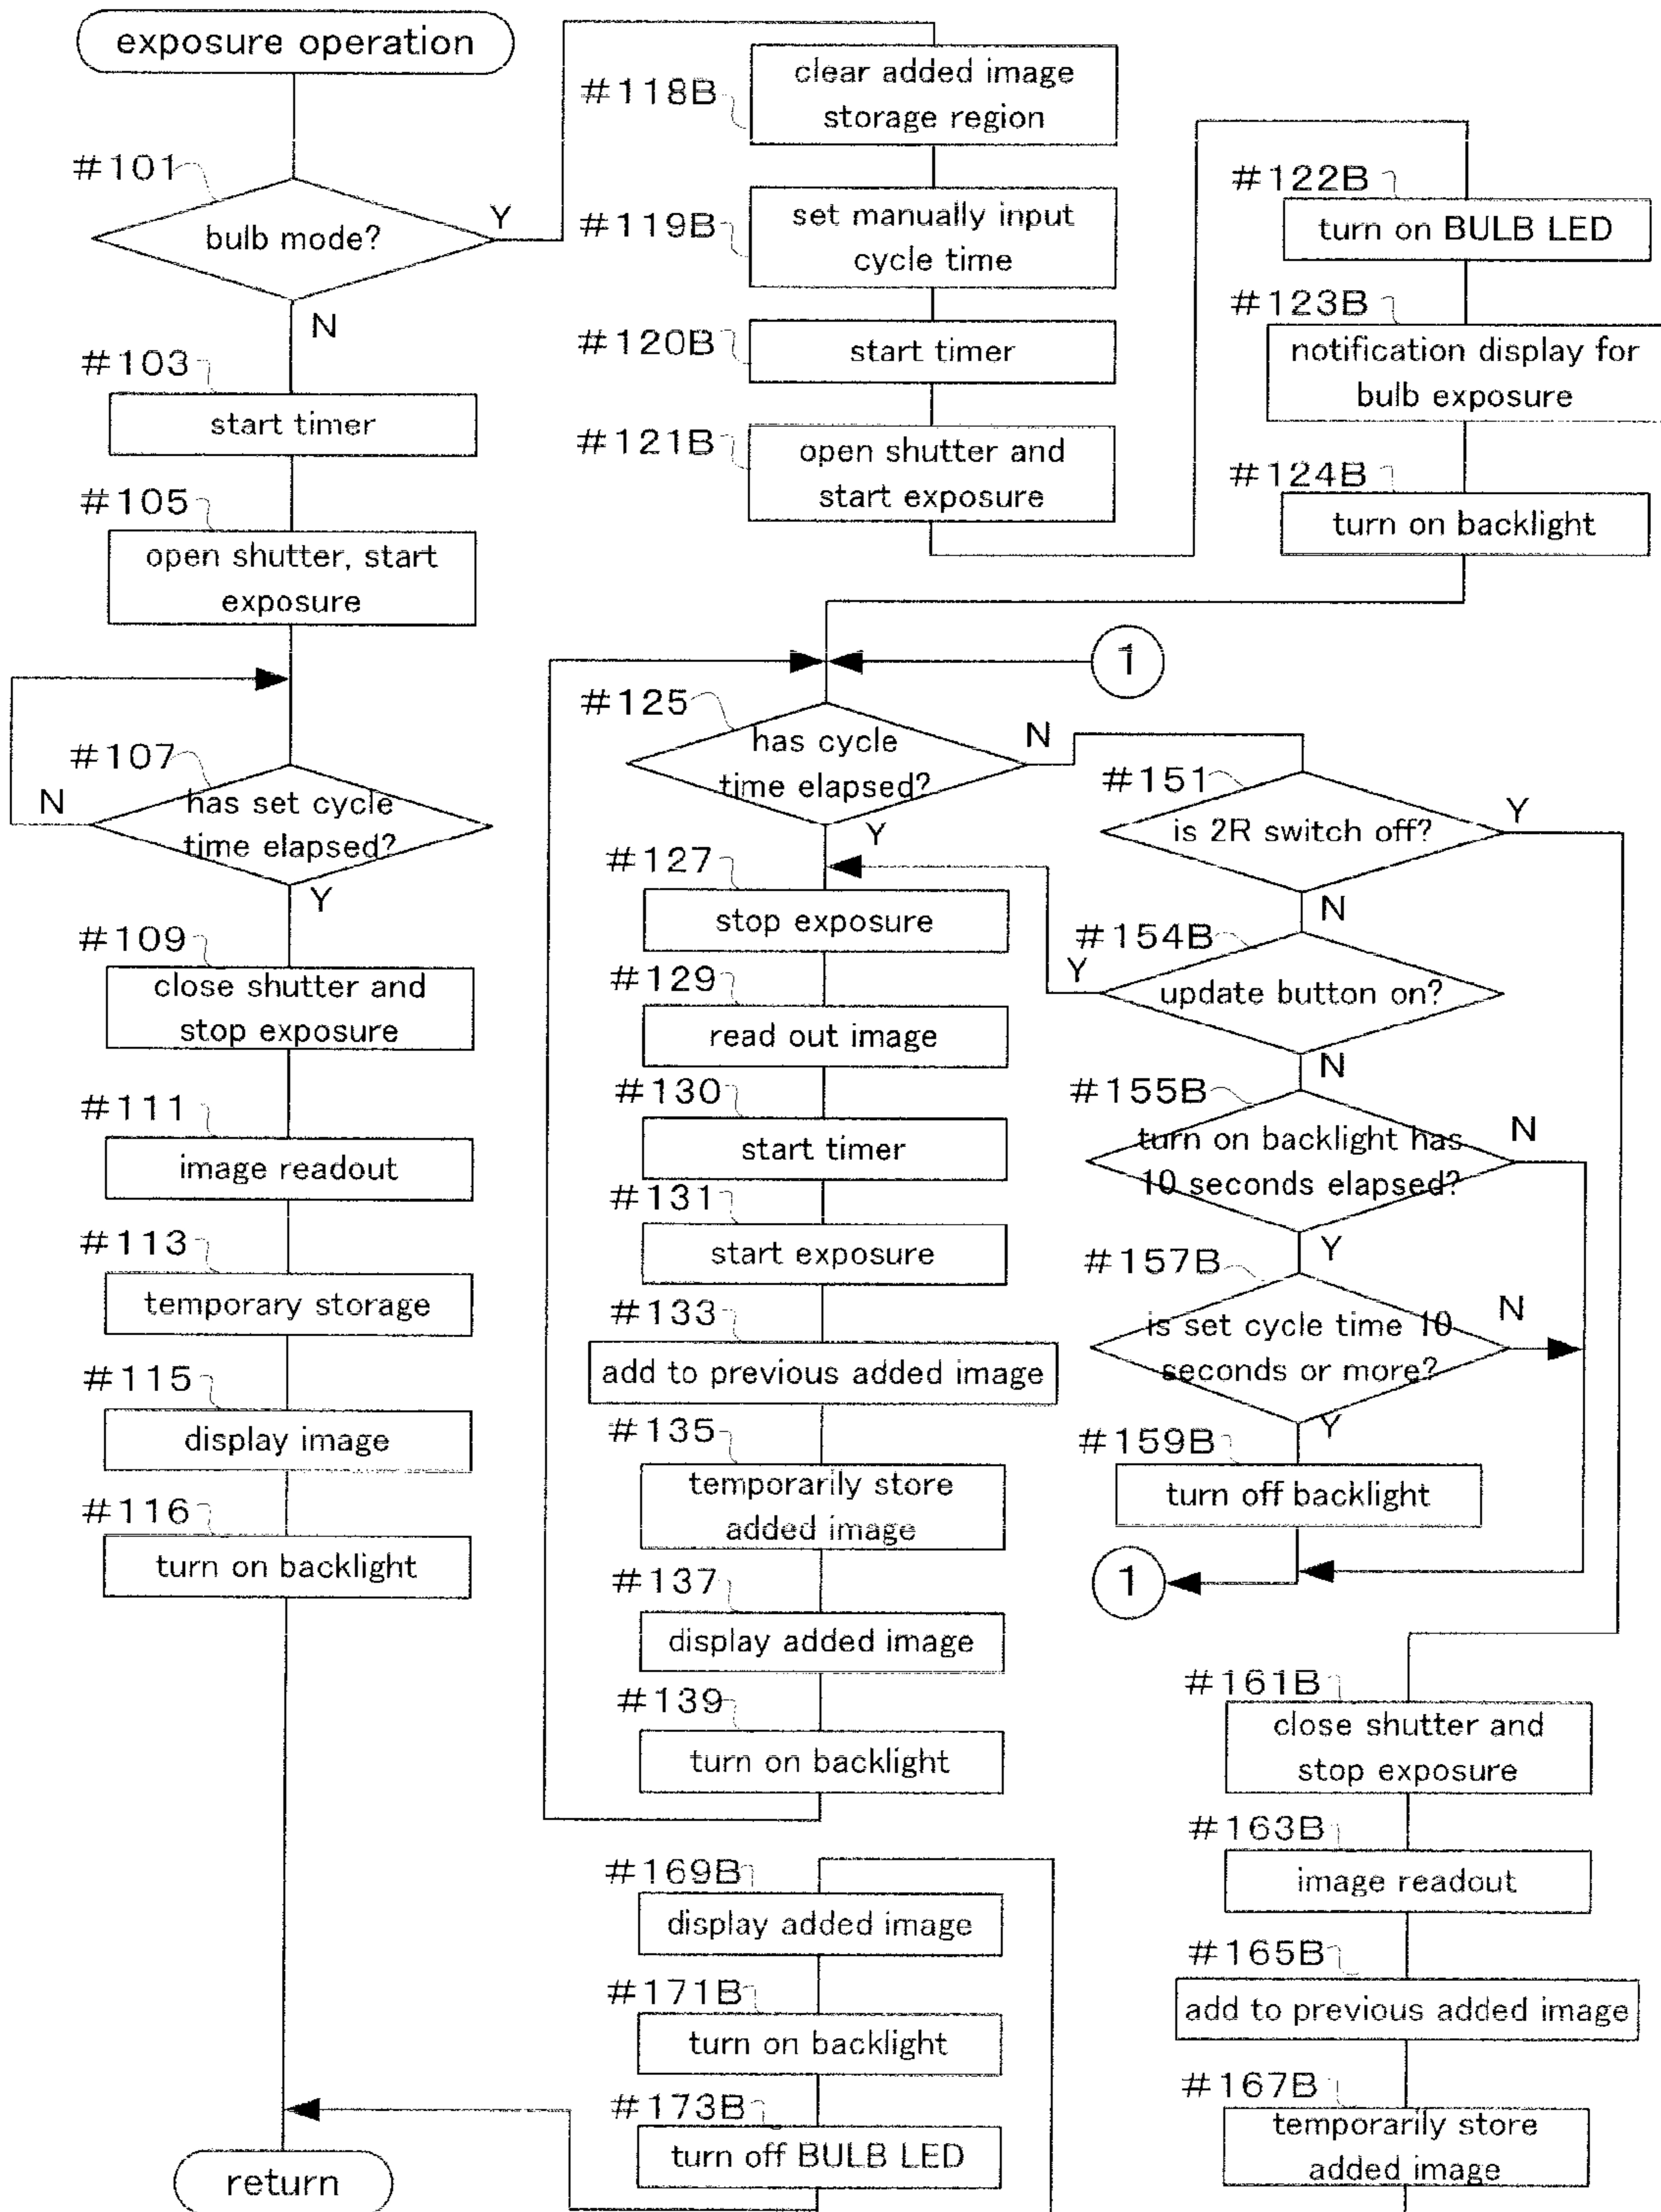 exposure operation
#101
bulb mode?
Y
N
#103
start timer
#105
open shutter, start
exposure
#107
has set cycle
time elapsed?
N
Y
#109
close shutter and
stop exposure
#111
image readout
#113
temporary storage
#115
display image
#116
turn on backlight
return
#118B
clear added image
storage region
#119B
set manually input
cycle time
#120B
start timer
#121B
open shutter and
start exposure
#122B
turn on BULB LED
#123B
notification display for
bulb exposure
#124B
turn on backlight
1
#125
has cycle
time elapsed?
N
Y
#127
stop exposure
#129
read out image
#130
start timer
#131
start exposure
#133
add to previous added image
#135
temporarily store
added image
#137
display added image
#139
turn on backlight
#151
is 2R switch off?
Y
N
#154B
update button on?
Y
N
#155B
turn on backlight has
10 seconds elapsed?
N
Y
#157B
is set cycle time 10
seconds or more?
N
Y
#159B
turn off backlight
1
#161B
close shutter and
stop exposure
#163B
image readout
#165B
add to previous added image
#167B
temporarily store
added image
#169B
display added image
#171B
turn on backlight
#173B
turn off BULB LED